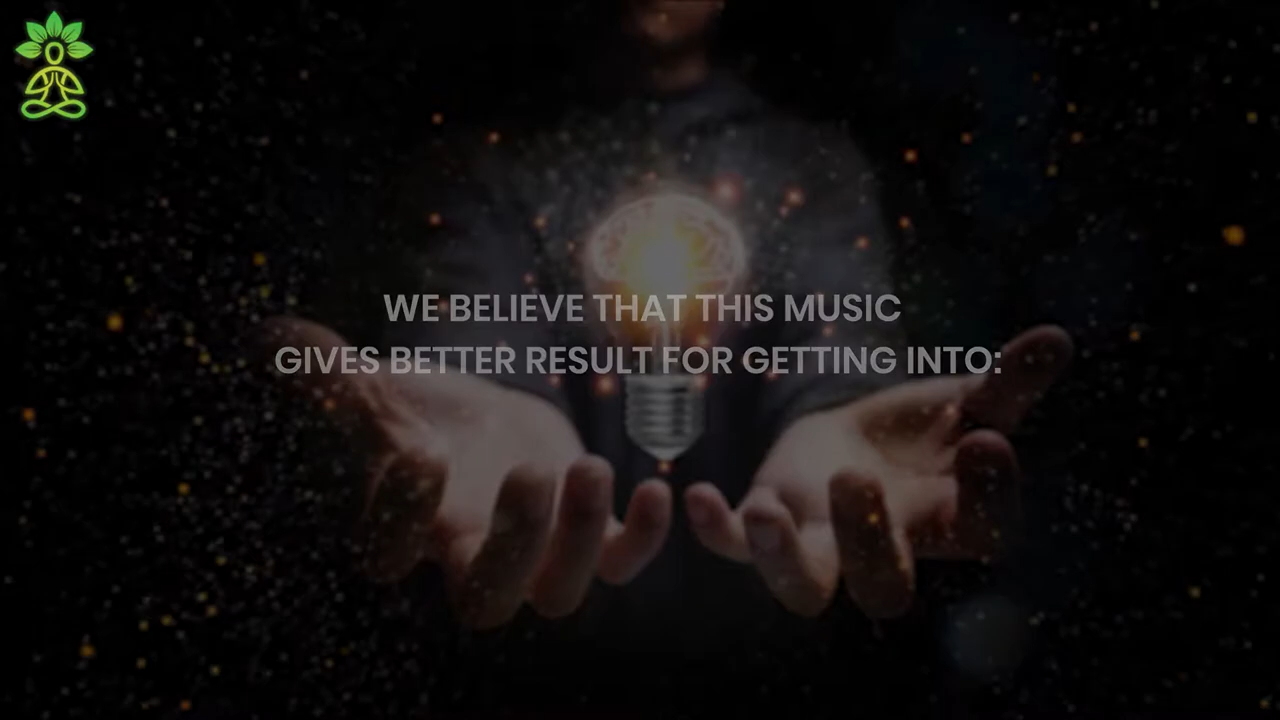 WE BELIEVE THAT THIS MUSIC
GIVES BETTER RESULT FOR GETTING INTO: